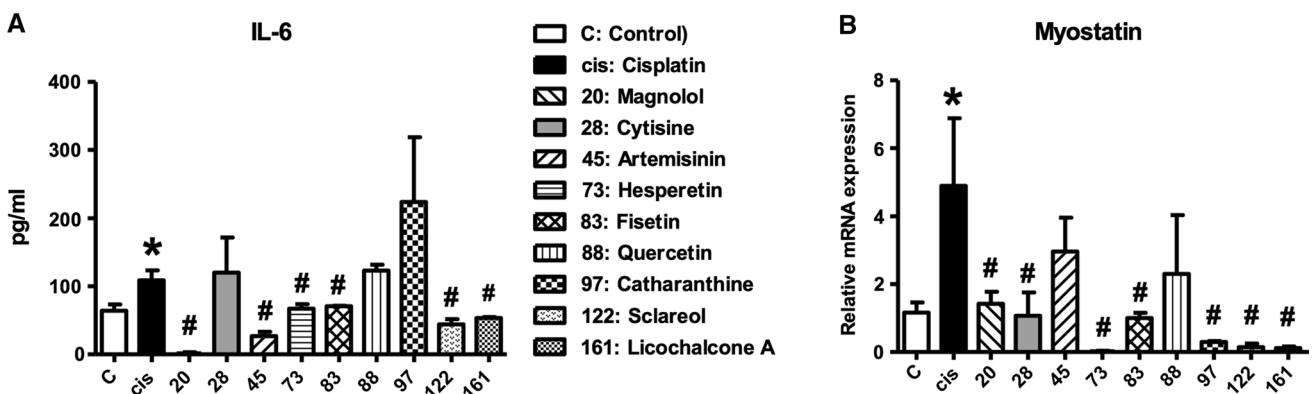 A
IL-6
400
300
200
100
0
pg/ml
*
#
#
#
#
#
#
C
cis
20
28
45
73
83
88
97
122
161
C: Control)
cis: Cisplatin
20: Magnolol
28: Cytisine
45: Artemisinin
73: Hesperetin
83: Fisetin
88: Quercetin
97: Catharanthine
122: Sclareol
161: Licochalcone A
B
Myostatin
8
6
4
2
0
Relative mRNA expression
*
#
#
#
#
#
#
#
C
cis
20
28
45
73
83
88
97
122
161